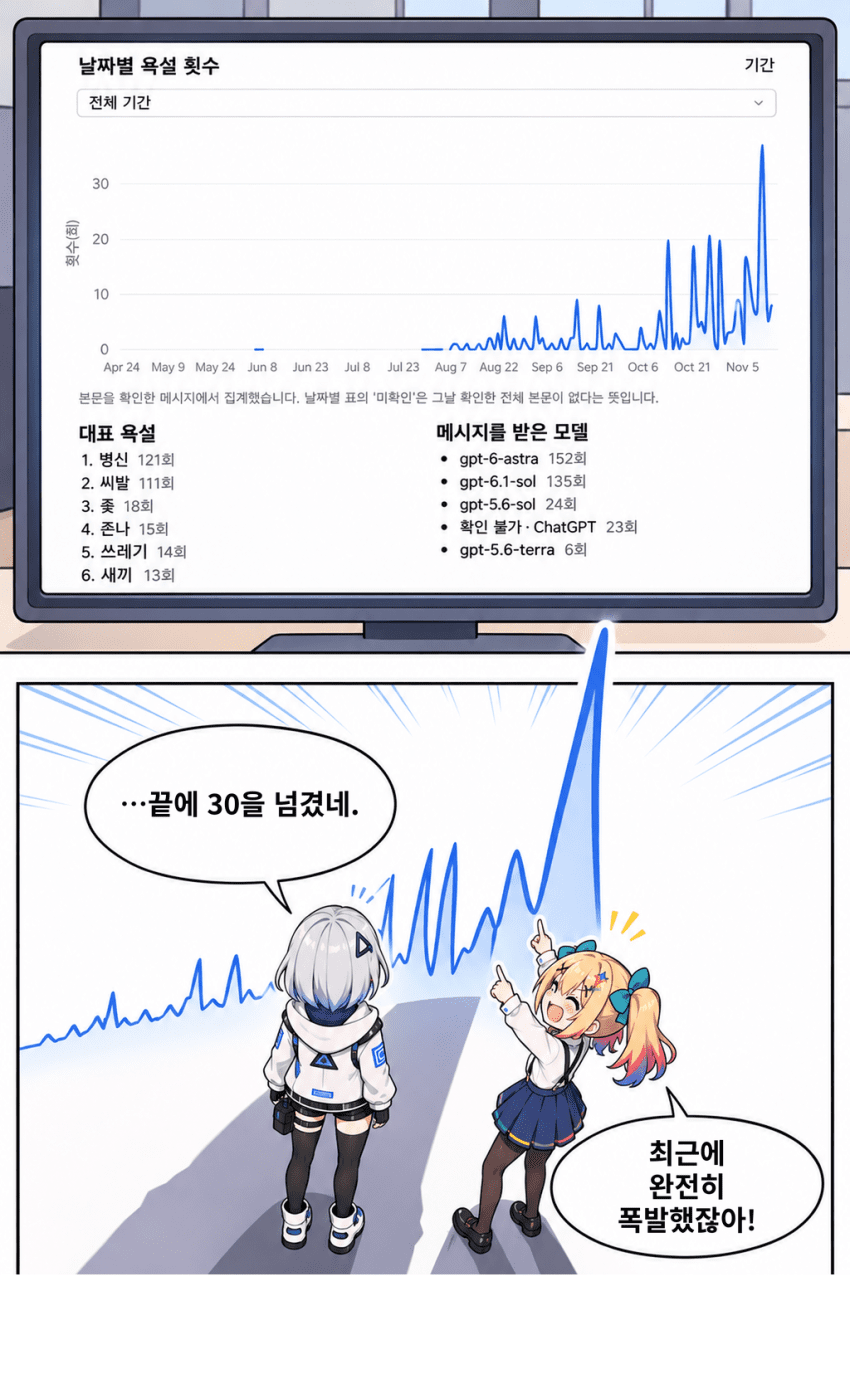 날짜별 욕설 횟수
기간
전체 기간
횟수(회)
30
20
10
0
Apr 24 May 9 May 24 Jun 8 Jun 23 Jul 8 Jul 23 Aug 7 Aug 22 Sep 6 Sep 21 Oct 6 Oct 21 Nov 5
본문을 확인한 메시지에서 집계했습니다. 날짜별 표의 '미확인'은 그날 확인한 전체 본문이 없다는 뜻입니다.
대표 욕설
1. 병신 121회
2. 씨발 111회
3. 좆 18회
4. 존나 15회
5. 쓰레기 14회
6. 새끼 13회
메시지를 받은 모델
• gpt-6-astra 152회
• gpt-6.1-sol 135회
• gpt-5.6-sol 24회
• 확인 불가 · ChatGPT 23회
• gpt-5.6-terra 6회
…끝에 30을 넘겼네.
최근에
완전히
폭발했잖아!